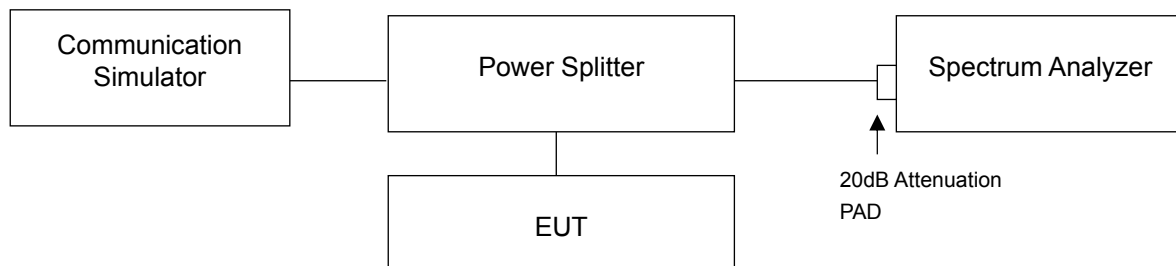 Communication
Simulator
Power Splitter
Spectrum Analyzer
20dB Attenuation
PAD
EUT